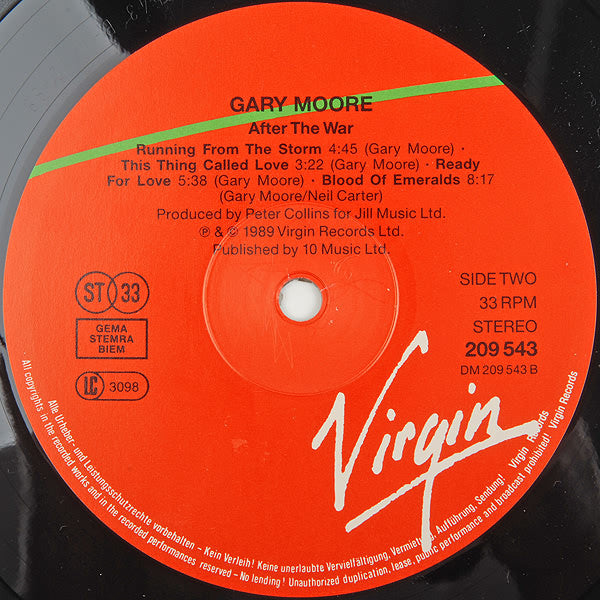 GARY MOORE
After The War
Running From The Storm 4:45 (Gary Moore) ·
This Thing Called Love 3:22 (Gary Moore) · Ready
For Love 5:38 (Gary Moore) · Blood Of Emeralds 8:17
(Gary Moore/Neil Carter)
Produced by Peter Collins for Jill Music Ltd.
℗ & © 1989 Virgin Records Ltd.
Published by 10 Music Ltd.
ST 33
GEMA
STEMRA
BIEM
LC 3098
SIDE TWO
33 RPM
STEREO
209 543
DM 209 543 B
Virgin
Alle Urheber- und Leistungsschutzrechte vorbehalten – Kein Verleih! Keine unerlaubte Vervielfältigung, Vermietung, Aufführung, Sendung! Virgin Records
All copyrights in the recorded works and in the recorded performances reserved – No lending! Unauthorized duplication, lease, public performance and broadcast prohibited! Virgin Records